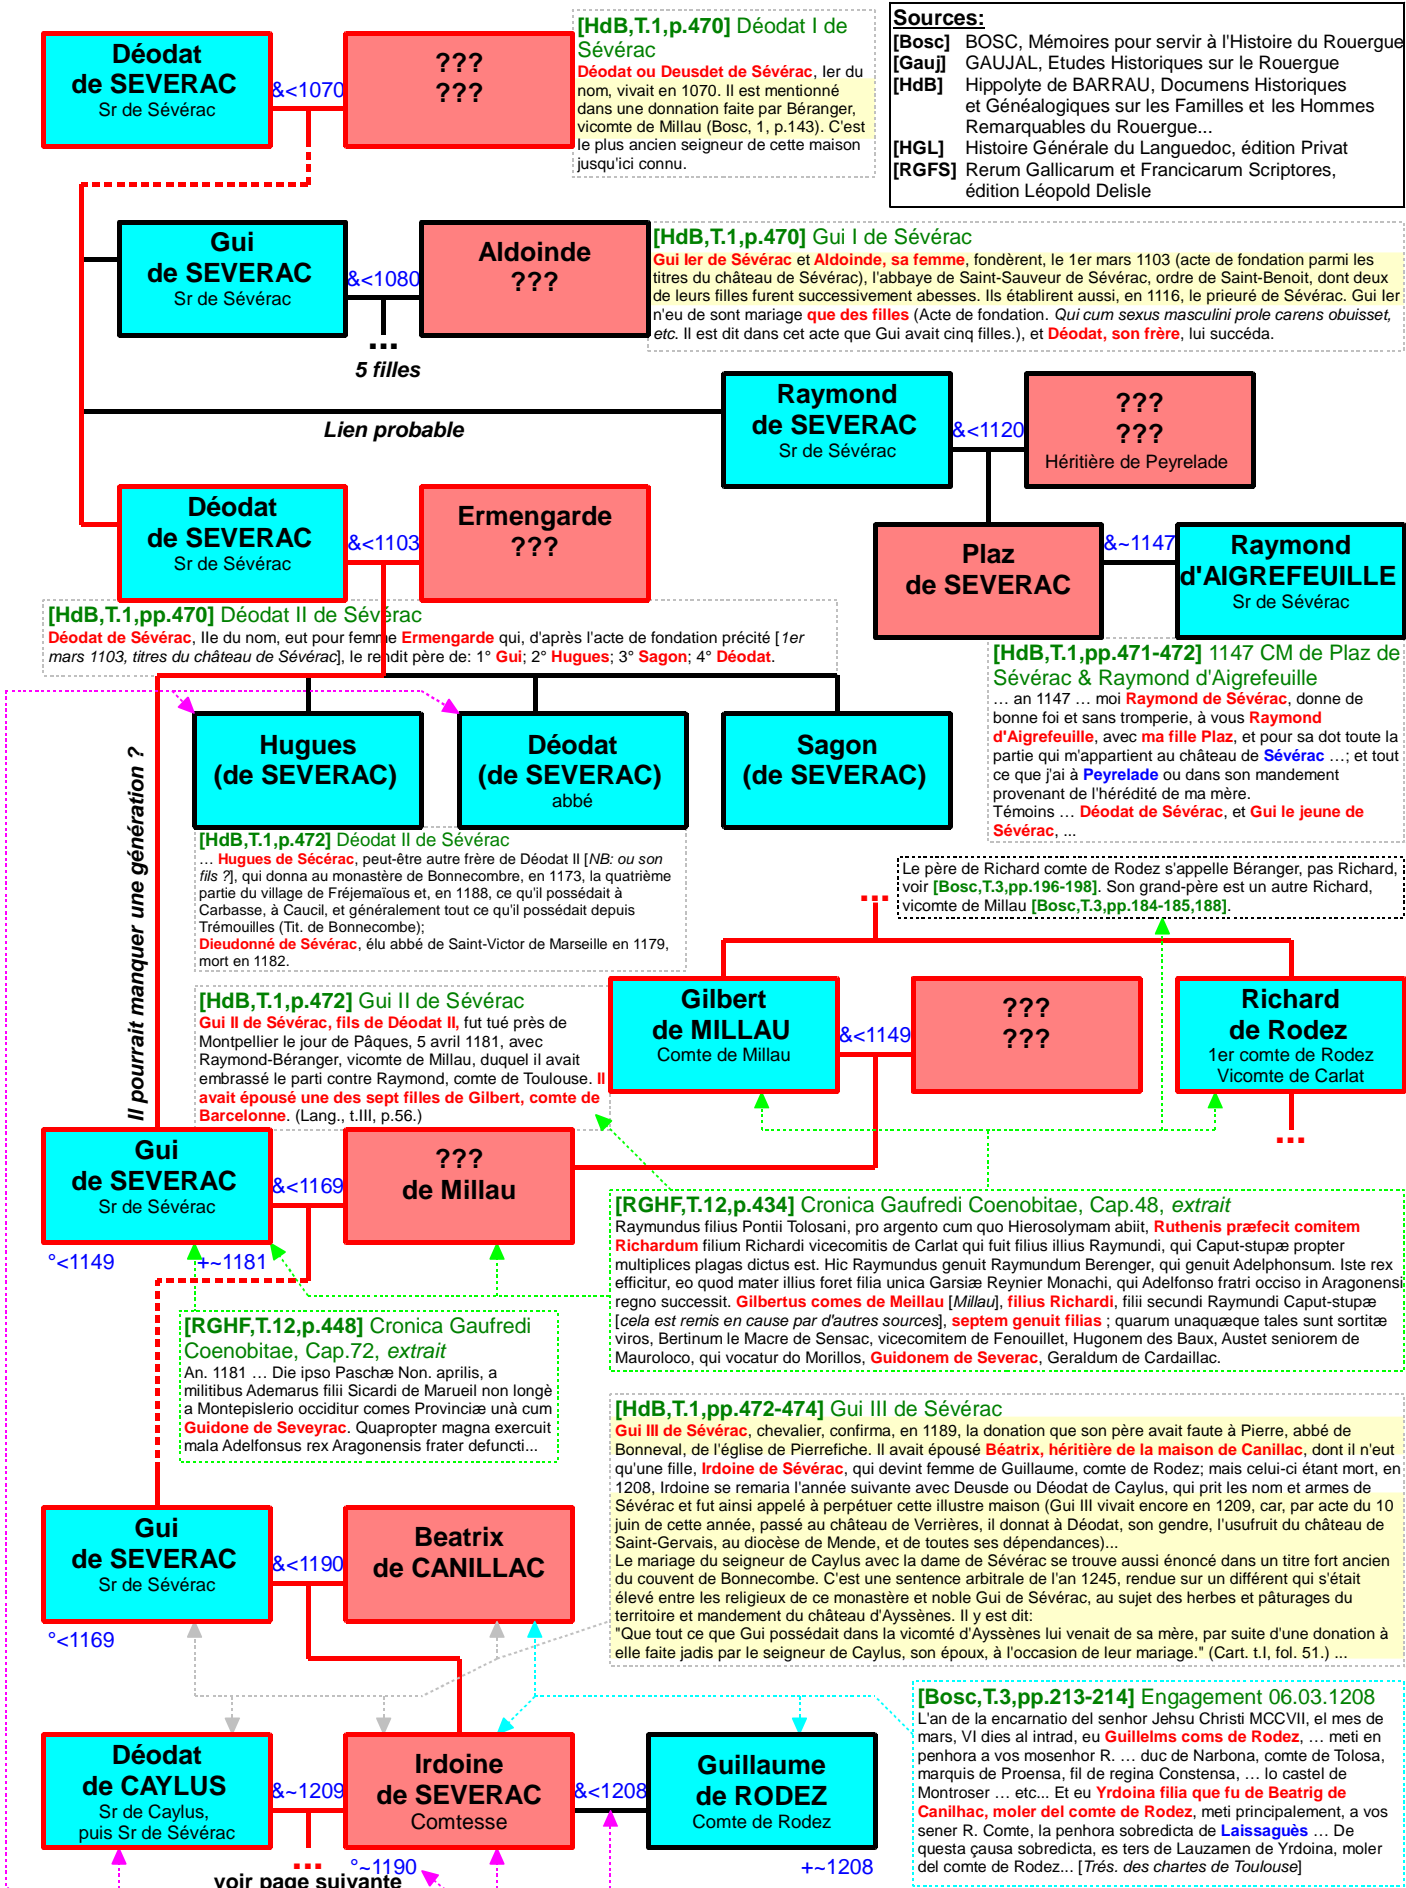 Déodat
de SEVERAC
Sr de Sévérac
&<1070
???
???
[HdB,T.1,p.470] Déodat I de
Sévérac
Déodat ou Deusdet de Sévérac, Ier du
nom, vivait en 1070. Il est mentionné
dans une donnation faite par Béranger,
vicomte de Millau (Bosc, 1, p.143). C'est
le plus ancien seigneur de cette maison
jusqu'ici connu.
Sources:
[Bosc] BOSC, Mémoires pour servir à l'Histoire du Rouergue
[Gauj] GAUJAL, Etudes Historiques sur le Rouergue
[HdB] Hippolyte de BARRAU, Documens Historiques
et Généalogiques sur les Familles et les Hommes
Remarquables du Rouergue...
[HGL] Histoire Générale du Languedoc, édition Privat
[RGFS] Rerum Gallicarum et Francicarum Scriptores,
édition Léopold Delisle
Gui
de SEVERAC
Sr de Sévérac
&<1080
Aldoinde
???
...
5 filles
[HdB,T.1,p.470] Gui I de Sévérac
Gui Ier de Sévérac et Aldoinde, sa femme, fondèrent, le 1er mars 1103 (acte de fondation parmi les
titres du château de Sévérac), l'abbaye de Saint-Sauveur de Sévérac, ordre de Saint-Benoit, dont deux
de leurs filles furent successivement abesses. Ils établirent aussi, en 1116, le prieuré de Sévérac. Gui Ier
n'eu de sont mariage que des filles (Acte de fondation. Qui cum sexus masculini prole carens obuisset,
etc. Il est dit dans cet acte que Gui avait cinq filles.), et Déodat, son frère, lui succéda.
Lien probable
Raymond
de SEVERAC
Sr de Sévérac
&<1120
???
???
Héritière de Peyrelade
Déodat
de SEVERAC
Sr de Sévérac
&<1103
Ermengarde
???
Plaz
de SEVERAC
&~1147
Raymond
d'AIGREFEUILLE
Sr de Sévérac
[HdB,T.1,pp.470] Déodat II de Sévérac
Déodat de Sévérac, IIe du nom, eut pour femme Ermengarde qui, d'après l'acte de fondation précité [1er
mars 1103, titres du château de Sévérac], le rendit père de: 1° Gui; 2° Hugues; 3° Sagon; 4° Déodat.
[HdB,T.1,pp.471-472] 1147 CM de Plaz de
Sévérac & Raymond d'Aigrefeuille
... an 1147 ... moi Raymond de Sévérac, donne de
bonne foi et sans tromperie, à vous Raymond
d'Aigrefeuille, avec ma fille Plaz, et pour sa dot toute la
partie qui m'appartient au château de Sévérac ...; et tout
ce que j'ai à Peyrelade ou dans son mandement
provenant de l'hérédité de ma mère.
Témoins ... Déodat de Sévérac, et Gui le jeune de
Sévérac, ...
Il pourrait manquer une génération ?
Hugues
(de SEVERAC)
Déodat
(de SEVERAC)
abbé
Sagon
(de SEVERAC)
[HdB,T.1,p.472] Déodat II de Sévérac
... Hugues de Sécérac, peut-être autre frère de Déodat II [NB: ou son
fils ?], qui donna au monastère de Bonnecombre, en 1173, la quatrième
partie du village de Fréjemaïous et, en 1188, ce qu'il possédait à
Carbasse, à Caucil, et généralement tout ce qu'il possédait depuis
Trémouilles (Tit. de Bonnecombe);
Dieudonné de Sévérac, élu abbé de Saint-Victor de Marseille en 1179,
mort en 1182.
Le père de Richard comte de Rodez s'appelle Béranger, pas Richard,
voir [Bosc,T.3,pp.196-198]. Son grand-père est un autre Richard,
vicomte de Millau [Bosc,T.3,pp.184-185,188].
...
[HdB,T.1,p.472] Gui II de Sévérac
Gui II de Sévérac, fils de Déodat II, fut tué près de
Montpellier le jour de Pâques, 5 avril 1181, avec
Raymond-Béranger, vicomte de Millau, duquel il avait
embrassé le parti contre Raymond, comte de Toulouse. Il
avait épousé une des sept filles de Gilbert, comte de
Barcelonne. (Lang., t.III, p.56.)
Gilbert
de MILLAU
Comte de Millau
&<1149
???
???
Richard
de Rodez
1er comte de Rodez
Vicomte de Carlat
...
Gui
de SEVERAC
Sr de Sévérac
&<1169
???
de Millau
°<1149
+~1181
[RGHF,T.12,p.434] Cronica Gaufredi Coenobitae, Cap.48, extrait
Raymundus filius Pontii Tolosani, pro argento cum quo Hierosolymam abiit, Ruthenis præfecit comitem
Richardum filium Richardi vicecomitis de Carlat qui fuit filius illius Raymundi, qui Caput-stupæ propter
multiplices plagas dictus est. Hic Raymundus genuit Raymundum Berenger, qui genuit Adelphonsum. Iste rex
efficitur, eo quod mater illius foret filia unica Garsiæ Reynier Monachi, qui Adelfonso fratri occiso in Aragonensi
regno successit. Gilbertus comes de Meillau [Millau], filius Richardi, filii secundi Raymundi Caput-stupæ
[cela est remis en cause par d'autres sources], septem genuit filias ; quarum unaquæque tales sunt sortitæ
viros, Bertinum le Macre de Sensac, vicecomitem de Fenouillet, Hugonem des Baux, Austet seniorem de
Mauroloco, qui vocatur do Morillos, Guidonem de Severac, Geraldum de Cardaillac.
[RGHF,T.12,p.448] Cronica Gaufredi
Coenobitae, Cap.72, extrait
An. 1181 ... Die ipso Paschæ Non. aprilis, a
militibus Ademarus filii Sicardi de Marueil non longè
a Montepislerio occiditur comes Provinciæ unà cum
Guidone de Seveyrac. Quapropter magna exercuit
mala Adelfonsus rex Aragonensis frater defuncti...
[HdB,T.1,pp.472-474] Gui III de Sévérac
Gui III de Sévérac, chevalier, confirma, en 1189, la donation que son père avait faute à Pierre, abbé de
Bonneval, de l'église de Pierrefiche. Il avait épousé Béatrix, héritière de la maison de Canillac, dont il n'eut
qu'une fille, Irdoine de Sévérac, qui devint femme de Guillaume, comte de Rodez; mais celui-ci étant mort, en
1208, Irdoine se remaria l'année suivante avec Deusde ou Déodat de Caylus, qui prit les nom et armes de
Sévérac et fut ainsi appelé à perpétuer cette illustre maison (Gui III vivait encore en 1209, car, par acte du 10
juin de cette année, passé au château de Verrières, il donnat à Déodat, son gendre, l'usufruit du château de
Saint-Gervais, au diocèse de Mende, et de toutes ses dépendances)...
Le mariage du seigneur de Caylus avec la dame de Sévérac se trouve aussi énoncé dans un titre fort ancien
du couvent de Bonnecombe. C'est une sentence arbitrale de l'an 1245, rendue sur un différent qui s'était
élevé entre les religieux de ce monastère et noble Gui de Sévérac, au sujet des herbes et pâturages du
territoire et mandement du château d'Ayssènes. Il y est dit:
"Que tout ce que Gui possédait dans la vicomté d'Ayssènes lui venait de sa mère, par suite d'une donation à
elle faite jadis par le seigneur de Caylus, son époux, à l'occasion de leur mariage." (Cart. t.I, fol. 51.) ...
Gui
de SEVERAC
Sr de Sévérac
&<1190
Beatrix
de CANILLAC
°<1169
[Bosc,T.3,pp.213-214] Engagement 06.03.1208
L'an de la encarnatio del senhor Jehsu Christi MCCVII, el mes de
mars, VI dies al intrad, eu Guillelms coms de Rodez, ... meti en
penhora a vos mosenhor R. ... duc de Narbona, comte de Tolosa,
marquis de Proensa, fil de regina Constensa, ... lo castel de
Montroser ... etc... Et eu Yrdoina filia que fu de Beatrig de
Canilhac, moler del comte de Rodez, meti principalement, a vos
sener R. Comte, la penhora sobredicta de Laissaguès ... De
questa çausa sobredicta, es ters de Lauzamen de Yrdoina, moler
del comte de Rodez... [Trés. des chartes de Toulouse]
Déodat
de CAYLUS
Sr de Caylus,
puis Sr de Sévérac
&~1209
Irdoine
de SEVERAC
Comtesse
&<1208
Guillaume
de RODEZ
Comte de Rodez
...
°~1190
+~1208
voir page suivante